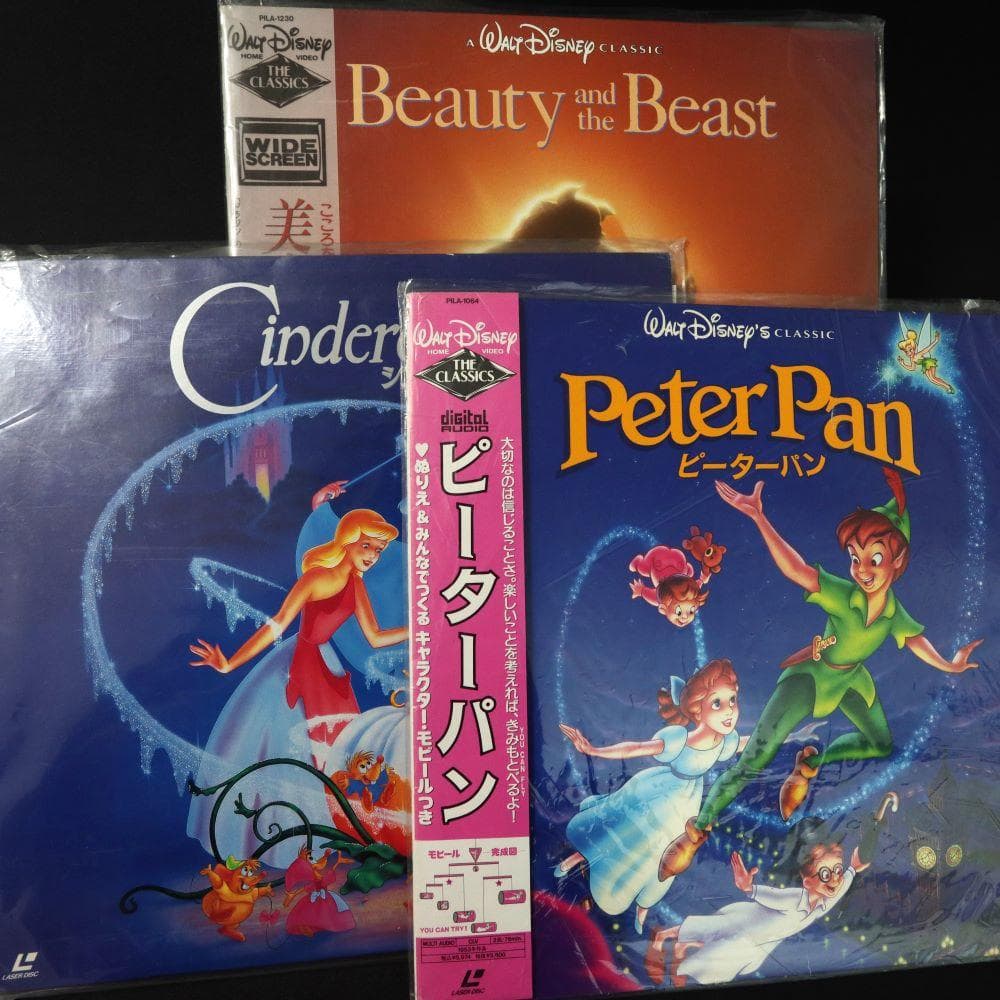 PILA-1230
WALT DISNEY
HOME VIDEO
THE
CLASSICS
WIDE
SCREEN
美
A WALT DISNEY CLASSIC
Beauty and the Beast
Cinder
シ
LASER DISC
PILA-1064
WALT DISNEY
HOME VIDEO
THE
CLASSICS
digital
AUDIO
ピーターパン
大切なのは信じることさ。楽しいことを考えれば、きみもとべるよ!
YOU CAN FLY
♥ぬりえ&みんなでつくる キャラクター・モビールつき
モビール 完成図
YOU CAN TRY!
MULTI AUDIO CLV
LASER DISC
WALT DISNEY'S CLASSIC
Peter Pan
ピーターパン